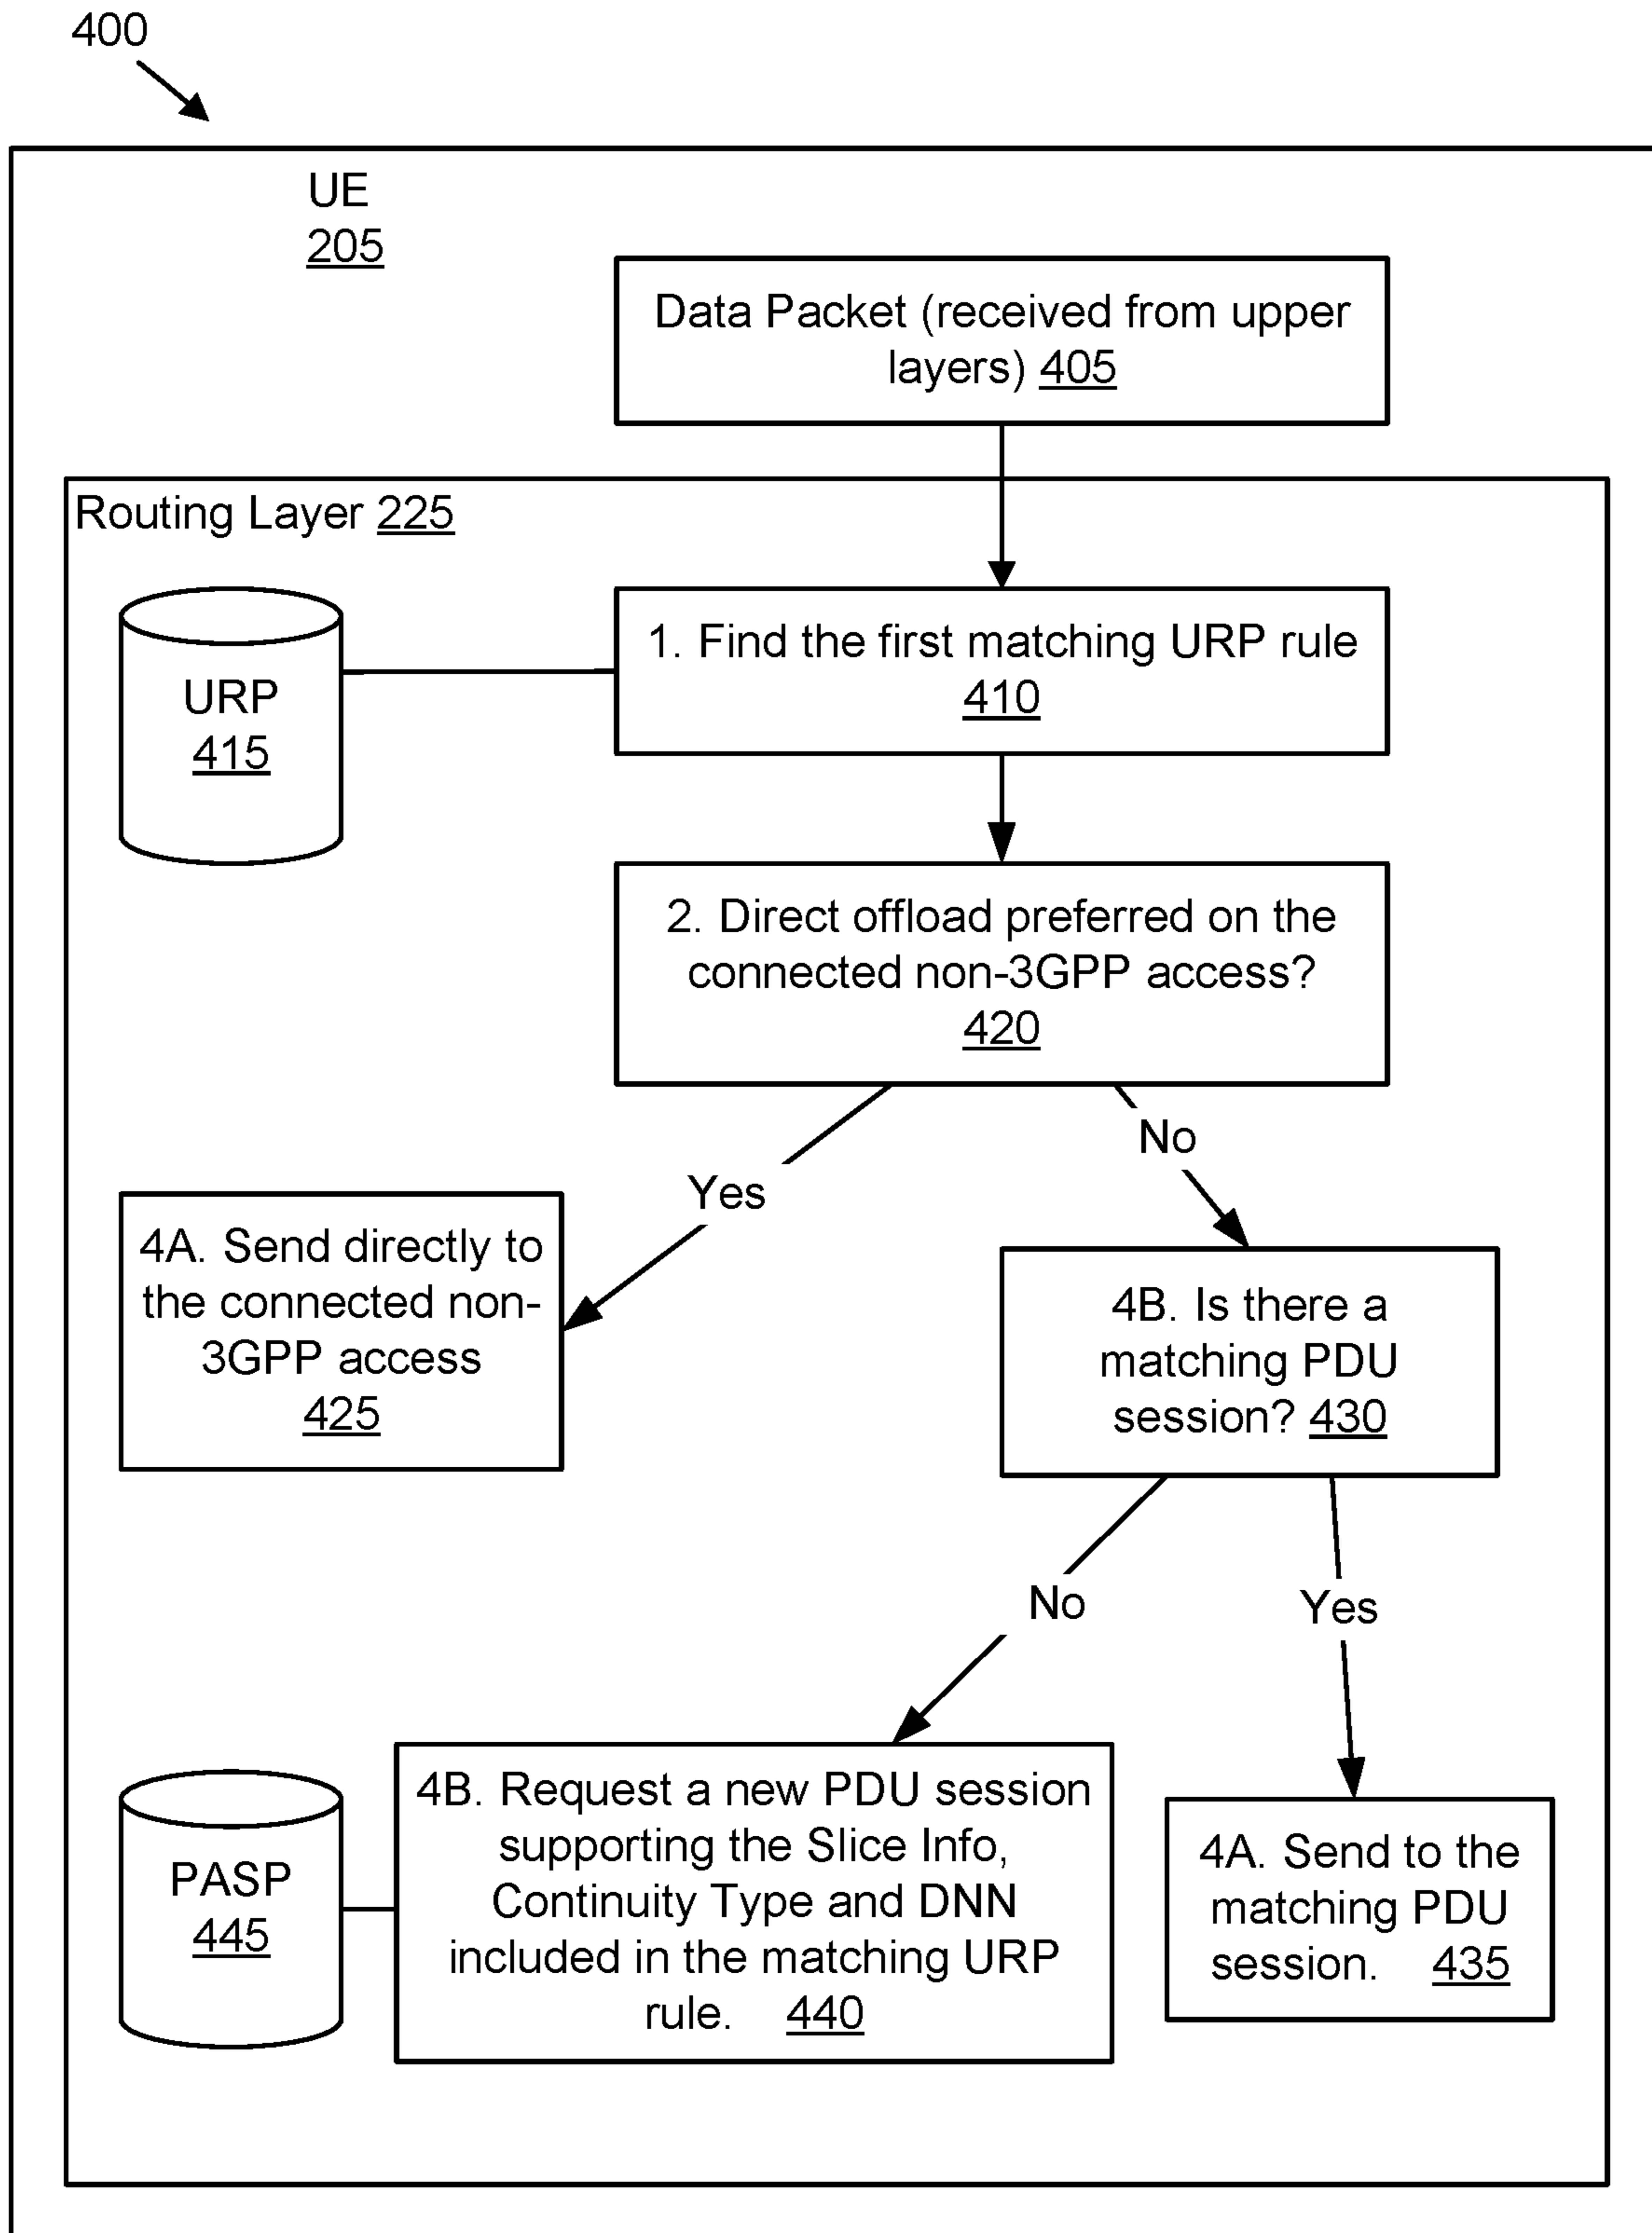 400
UE
205
Data Packet (received from upper
layers) 405
Routing Layer 225
URP
415
1. Find the first matching URP rule
410
2. Direct offload preferred on the
connected non-3GPP access?
420
No
Yes
4A. Send directly to
the connected non-
3GPP access
425
4B. Is there a
matching PDU
session? 430
No
Yes
PASP
445
4B. Request a new PDU session
supporting the Slice Info,
Continuity Type and DNN
included in the matching URP
rule. 440
4A. Send to the
matching PDU
session. 435